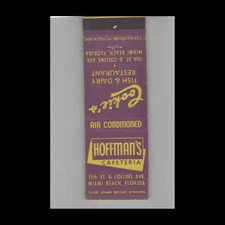 15th ST. & COLLINS AVE.
MIAMI BEACH, FLORIDA
FISH & DAIRY
RESTAURANT
Cookie's
AIR CONDITIONED
HOFFMAN'S
CAFETERIA
15th ST. & COLLINS AVE
MIAMI BEACH, FLORIDA